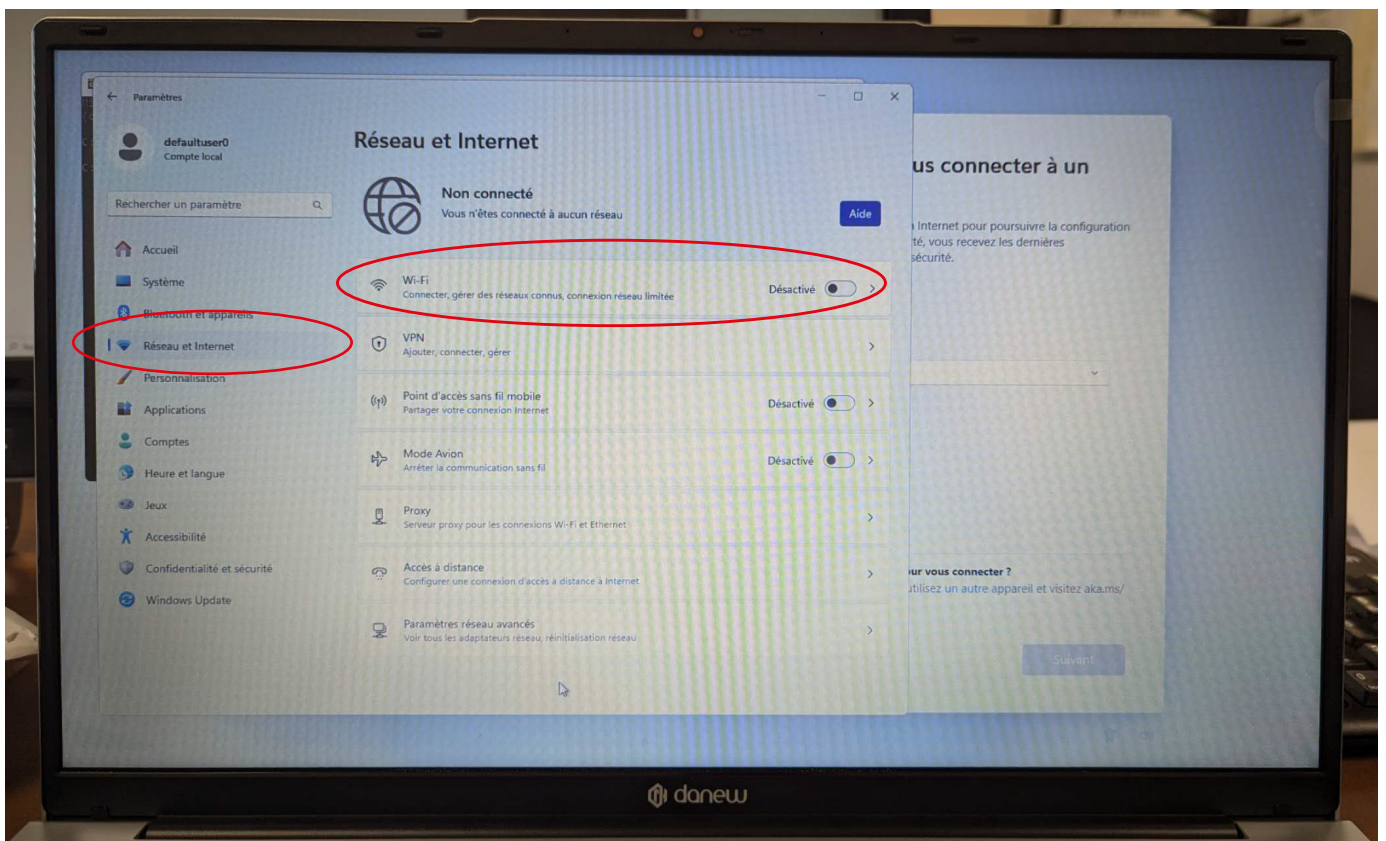 Paramètres
defaultuser0
Compte local
Rechercher un paramètre
Accueil
Système
Bluetooth et appareils
Réseau et Internet
Personnalisation
Applications
Comptes
Heure et langue
Jeux
Accessibilité
Confidentialité et sécurité
Windows Update
Réseau et Internet
Non connecté
Vous n'êtes connecté à aucun réseau
Aide
Wi-Fi
Connecter, gérer des réseaux connus, connexion réseau limitée
Désactivé
VPN
Ajouter, connecter, gérer
Point d'accès sans fil mobile
Partager votre connexion Internet
Désactivé
Mode Avion
Arrêter la communication sans fil
Désactivé
Proxy
Serveur proxy pour les connexions Wi-Fi et Ethernet
Accès à distance
Configurer une connexion d'accès à distance à Internet
Paramètres réseau avancés
Voir tous les adaptateurs réseau, réinitialisation réseau
us connecter à un
Internet pour poursuivre la configuration
té, vous recevez les dernières
sécurité.
ur vous connecter ?
utilisez un autre appareil et visitez aka.ms/
Suivant
danew